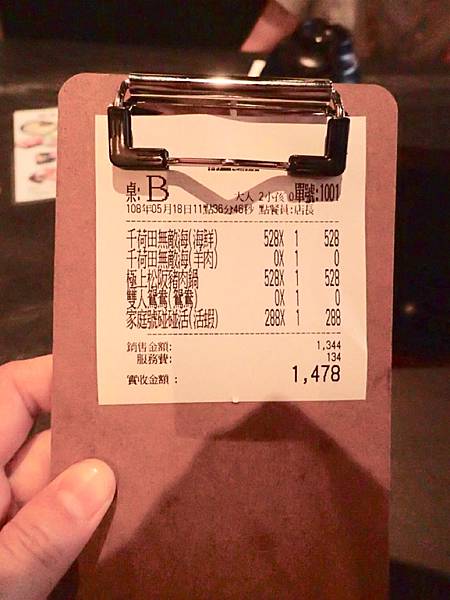 桌: B 大人 2小孩 0單號:1001
108年05月18日11點36分46秒 點餐員:店長
千荷田無敵海(海鮮) 528X 1 528
千荷田無敵海(羊肉) 0X 1 0
極上松阪豬肉鍋 528X 1 528
雙人鴛鴦(鴛鴦) 0X 1 0
家庭號碰碰活(活蝦) 288X 1 288
銷售金額: 1,344
服務費: 134
實收金額 : 1,478